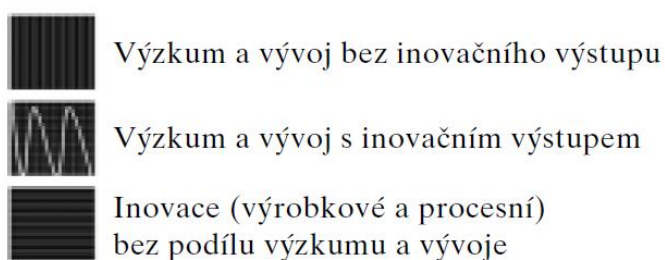 Výzkum a vývoj bez inovačního výstupu
Výzkum a vývoj s inovačním výstupem
Inovace (výrobkové a procesní)
bez podílu výzkumu a vývoje